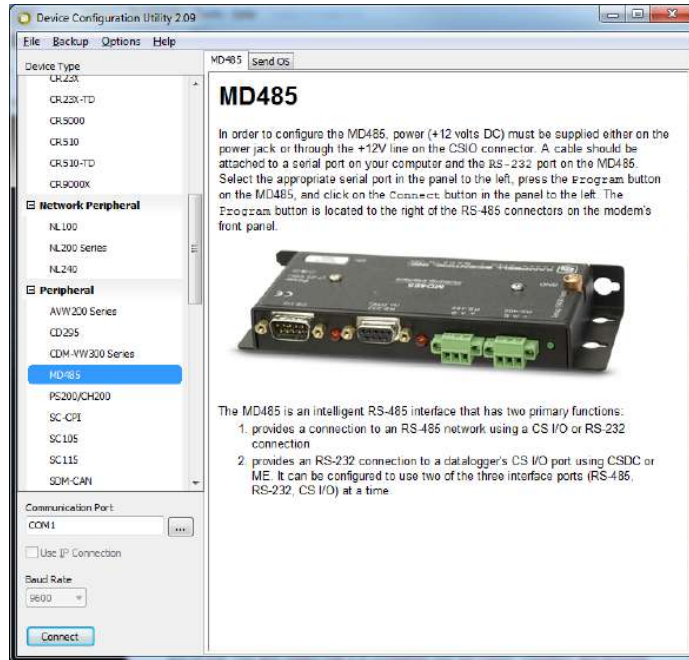 Device Configuration Utility 2.09
File Backup Options Help
Device Type
CR23X
CR23X-TD
CR5000
CR510
CR510-TD
CR9000X
Network Peripheral
NL100
NL200 Series
NL240
Peripheral
AVW200 Series
CD295
CDM-VW300 Series
MD485
PS200/CH200
SC-CPI
SC105
SC115
SDM-CAN
Communication Port
COM1
...
Use IP Connection
Baud Rate
9600
Connect
MD485 Send OS
MD485
In order to configure the MD485, power (+12 volts DC) must be supplied either on the
power jack or through the +12V line on the CSIO connector. A cable should be
attached to a serial port on your computer and the RS-232 port on the MD485.
Select the appropriate serial port in the panel to the left, press the Program button
on the MD485, and click on the Connect button in the panel to the left. The
Program button is located to the right of the RS-485 connectors on the modem's
front panel.
MD485
The MD485 is an intelligent RS-485 interface that has two primary functions:
1. provides a connection to an RS-485 network using a CS I/O or RS-232
connection
2. provides an RS-232 connection to a datalogger's CS I/O port using CSDC or
ME. It can be configured to use two of the three interface ports (RS-485,
RS-232, CS I/O) at a time